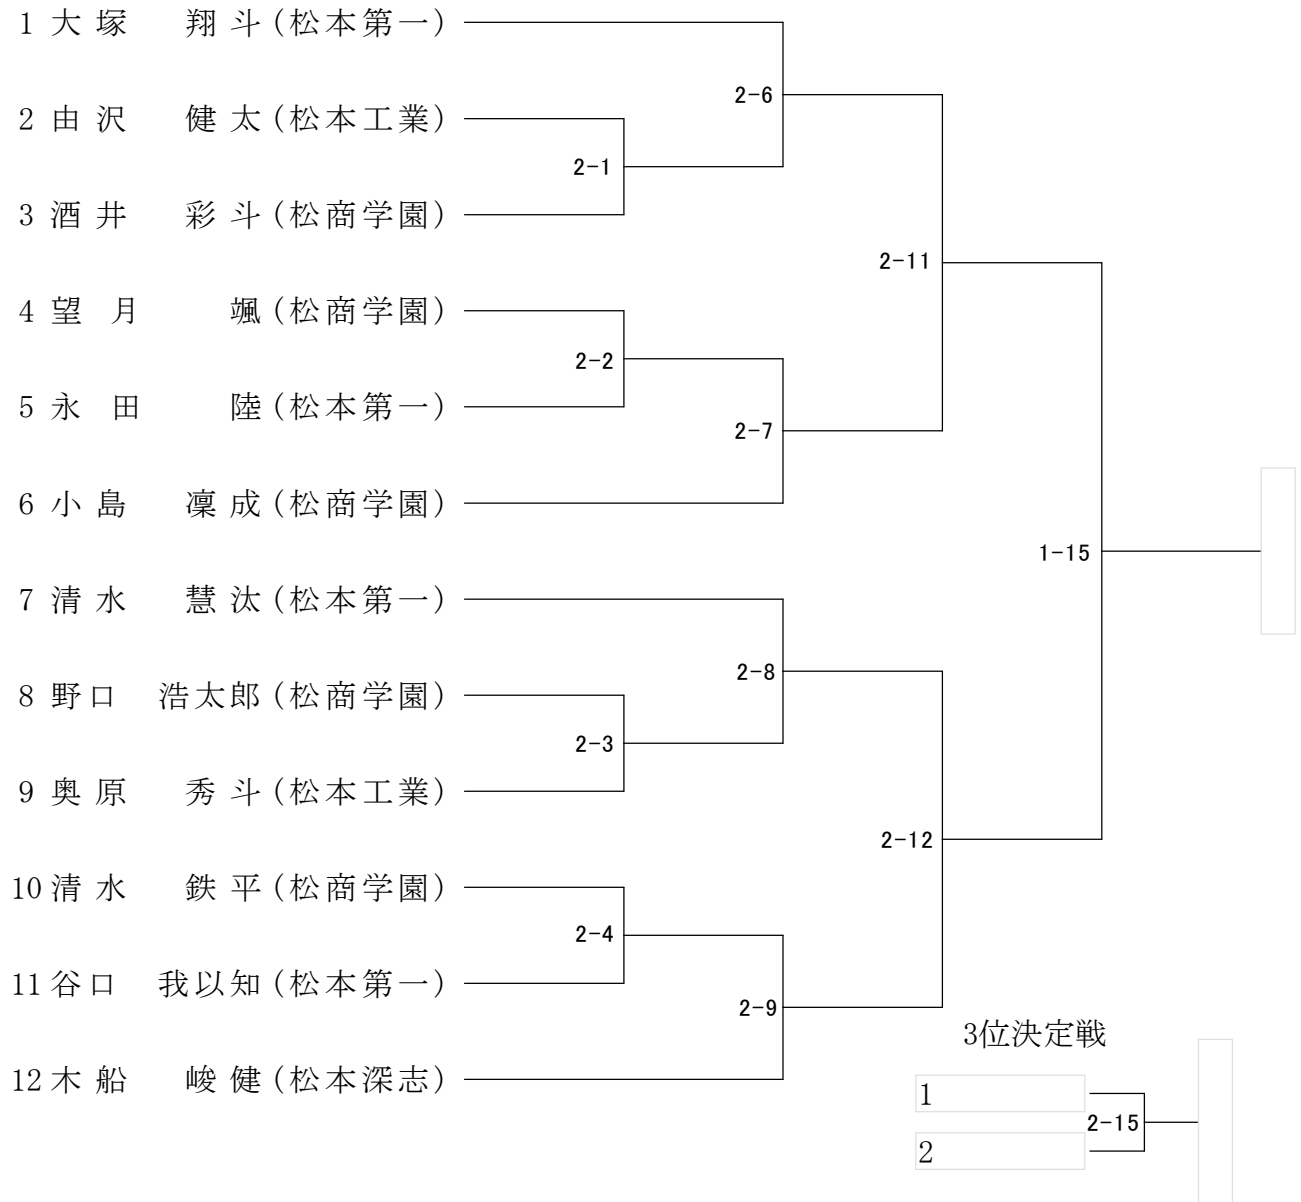 1 大塚 翔斗(松本第一)
2-6
2 由沢 健太(松本工業)
2-1
3 酒井 彩斗(松商学園)
2-11
4 望月 颯(松商学園)
2-2
5 永田 陸(松本第一)
2-7
6 小島 凜成(松商学園)
1-15
7 清水 慧汰(松本第一)
2-8
8 野口 浩太郎(松商学園)
2-3
9 奥原 秀斗(松本工業)
2-12
10 清水 鉄平(松商学園)
2-4
11 谷口 我以知(松本第一)
2-9
3位決定戦
12 木船 峻健(松本深志)
1
2-15
2